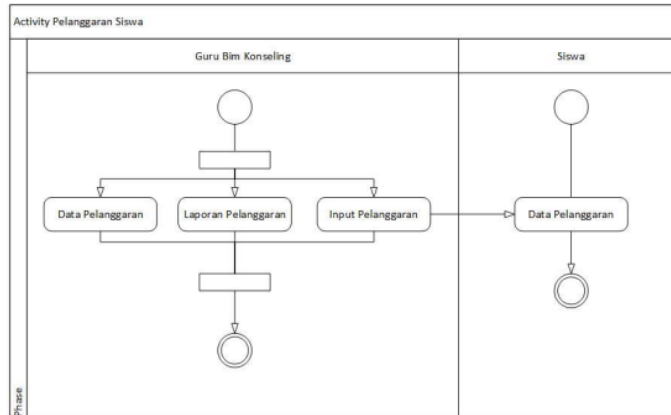 Activity Pelanggaran Siswa
Guru Bim Konseling
Siswa
Data Pelanggaran
Laporan Pelanggaran
Input Pelanggaran
Data Pelanggaran
Phase